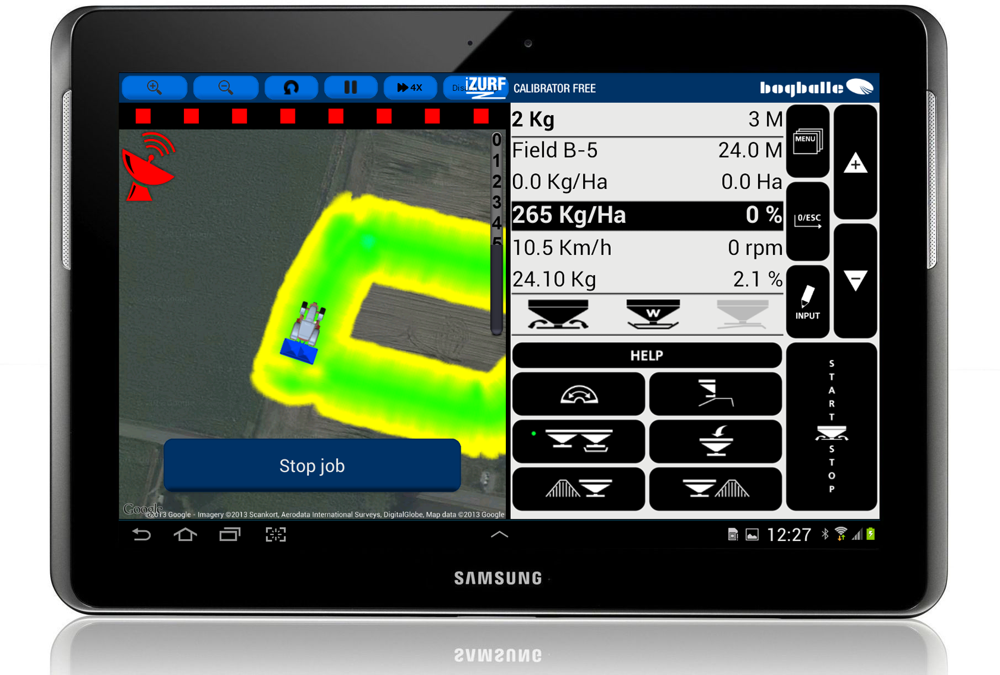 4X
iZURF
CALIBRATOR FREE
bogballe
2 Kg
3 M
Field B-5
24.0 M
0.0 Kg/Ha
0.0 Ha
265 Kg/Ha
0 %
10.5 Km/h
0 rpm
24.10 Kg
2.1 %
W
MENU
0/ESC
INPUT
HELP
START
STOP
0
1
2
3
4
5
Stop job
Google
©2013 Google - Imagery ©2013 Scankort, Aerodata International Surveys, DigitalGlobe, Map data ©2013 Google
12:27
SAMSUNG
SAMSUNG